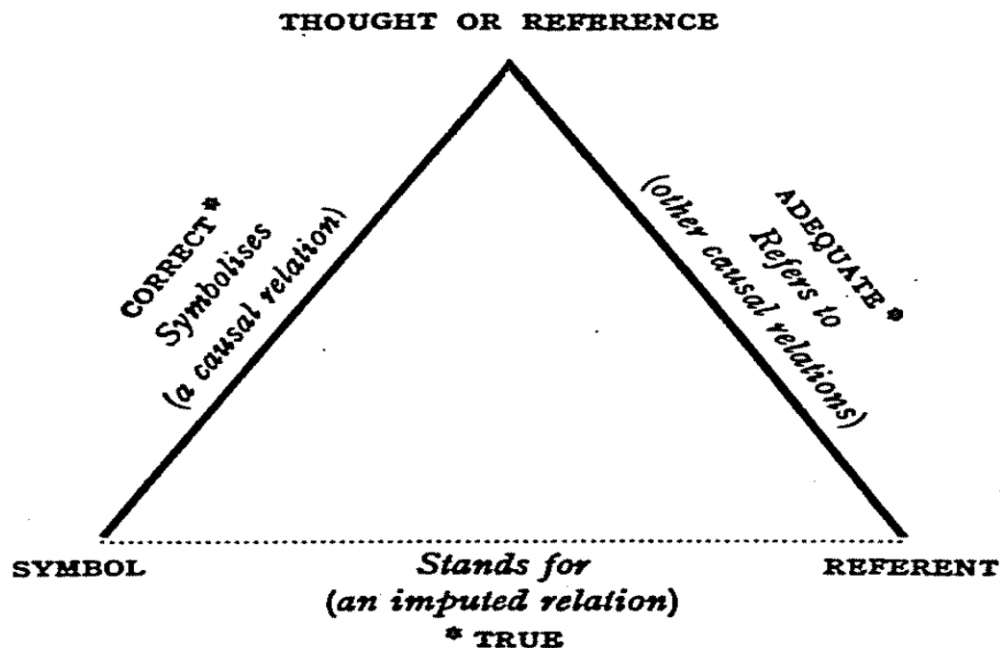 THOUGHT OR REFERENCE
CORRECT*
Symbolises
(a causal relation)
ADEQUATE*
Refers to
(other causal relations)
SYMBOL
Stands for
(an imputed relation)
* TRUE
REFERENT